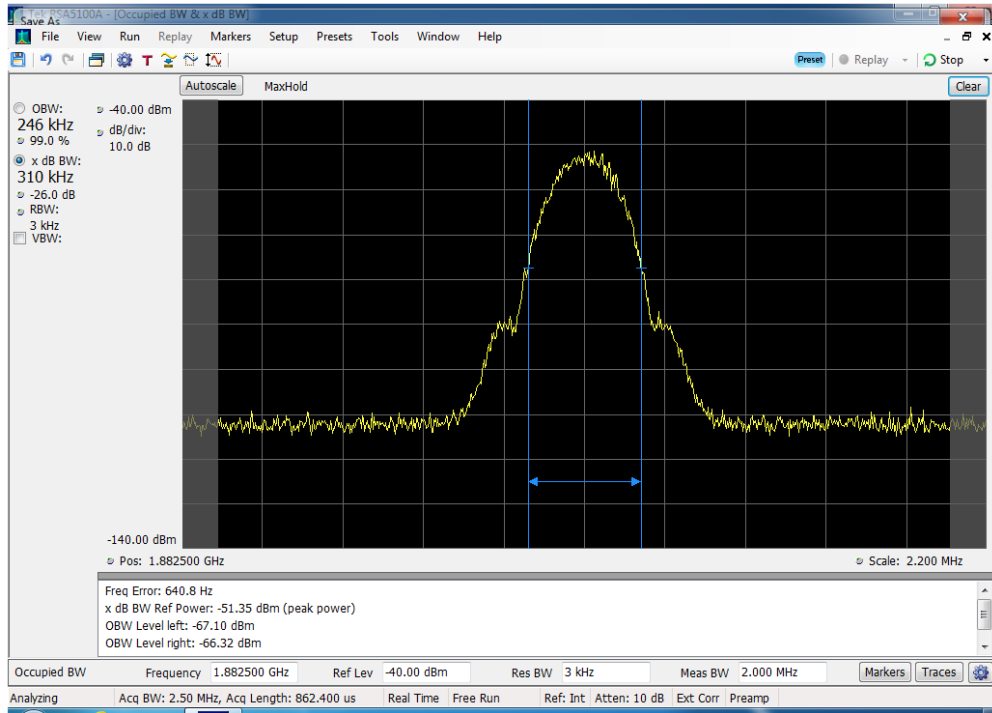 Tek RSA5100A - [Occupied BW & x dB BW]
Save As
File View Run Replay Markers Setup Presets Tools Window Help
T
Preset Replay Stop
Autoscale MaxHold Clear
OBW:
246 kHz
99.0 %
x dB BW:
310 kHz
-26.0 dB
RBW:
3 kHz
VBW:
-40.00 dBm
dB/div:
10.0 dB
-140.00 dBm
Pos: 1.882500 GHz Scale: 2.200 MHz
Freq Error: 640.8 Hz
x dB BW Ref Power: -51.35 dBm (peak power)
OBW Level left: -67.10 dBm
OBW Level right: -66.32 dBm
Occupied BW Frequency 1.882500 GHz Ref Lev -40.00 dBm Res BW 3 kHz Meas BW 2.000 MHz Markers Traces
Analyzing Acq BW: 2.50 MHz, Acq Length: 862.400 us Real Time Free Run Ref: Int Atten: 10 dB Ext Corr Preamp